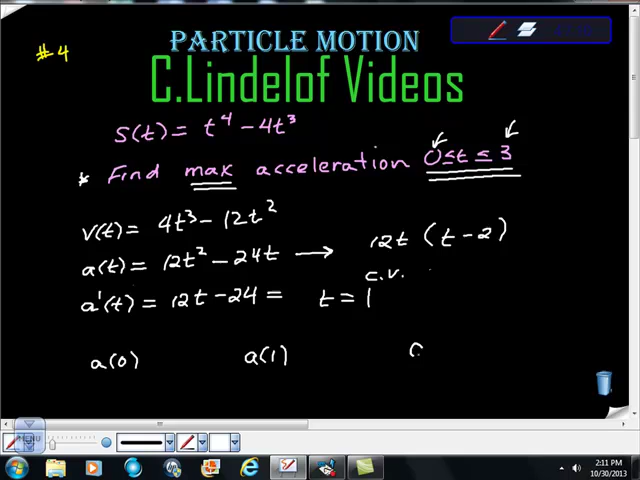 #4
PARTICLE MOTION
C.Lindelof Videos
S(t) = t⁴ - 4t³
* Find max acceleration 0 ≤ t ≤ 3
v(t) = 4t³ - 12t²
a(t) = 12t² - 24t → 12t (t - 2)
c.v.
a'(t) = 12t - 24 = t = 1
a(0) a(1)
MENU
2:11 PM
10/30/2013